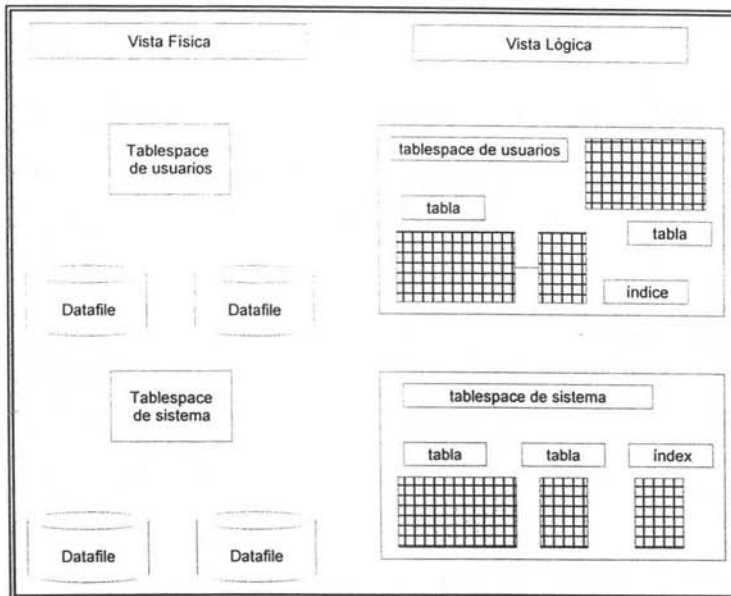 Vista Física
Vista Lógica
Tablespace
de usuarios
Datafile
Datafile
Tablespace
de sistema
Datafile
Datafile
tablespace de usuarios
tabla
tabla
índice
tablespace de sistema
tabla
tabla
índex